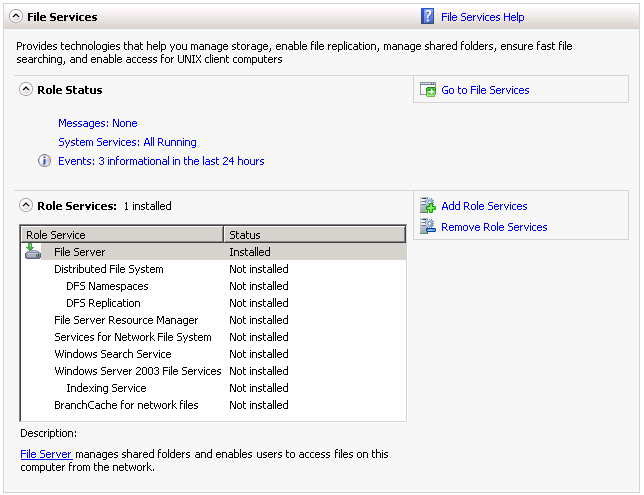 File Services
File Services Help
Provides technologies that help you manage storage, enable file replication, manage shared folders, ensure fast file
searching, and enable access for UNIX client computers
Role Status
Go to File Services
Messages: None
System Services: All Running
Events: 3 informational in the last 24 hours
Role Services: 1 installed
Add Role Services
Remove Role Services
Role Service Status
File Server Installed
Distributed File System Not installed
DFS Namespaces Not installed
DFS Replication Not installed
File Server Resource Manager Not installed
Services for Network File System Not installed
Windows Search Service Not installed
Windows Server 2003 File Services Not installed
Indexing Service Not installed
BranchCache for network files Not installed
Description:
File Server manages shared folders and enables users to access files on this
computer from the network.